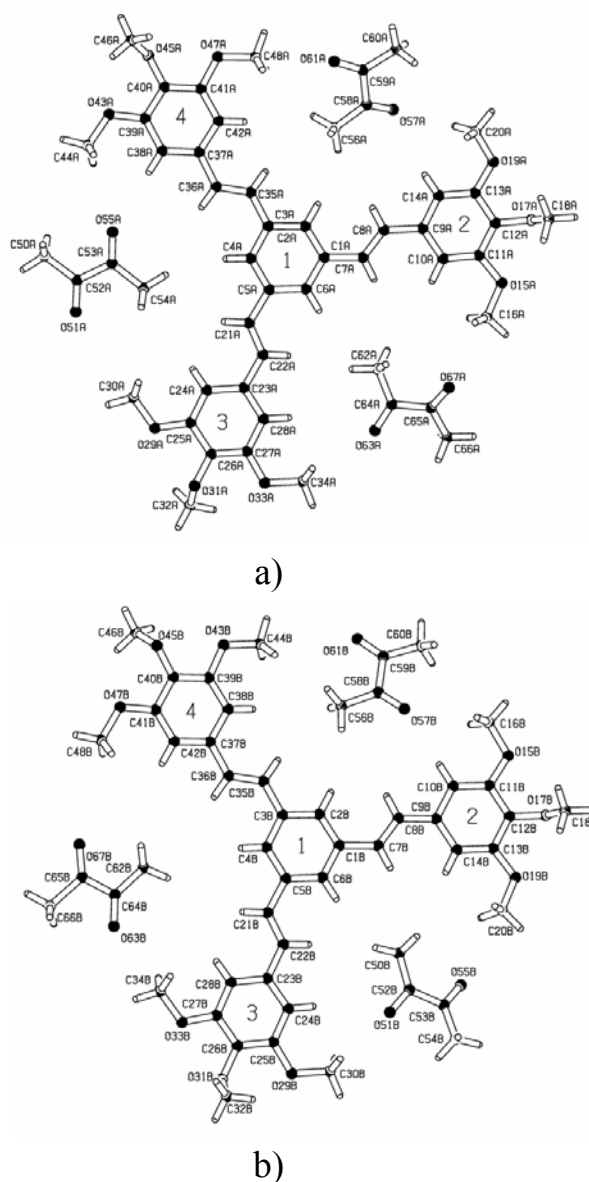 C46A O45A O47A C48A
C60A
O61A
C59A
C40A C41A
C58A
O43A
O57A
C39A 4 C42A
C56A
C20A
C38A C37A
O19A
C44A
C14A C13A
C36A C35A
O17A C18A
C8A
O55A
C3A
C9A 2 C12A
C2A
C50A C53A
C4A 1 C1A
C10A C11A
C7A
C52A
O15A
C54A
C5A C6A
C16A
O51A
C21A
C62A O67A
C22A
C30A C24A C23A
C64A
C65A
3 C28A
O63A
O29A C25A
C66A
C27A
C26A
O31A O33A C34A
C32A
a)
O43B
C46B O45B C44B
C60B
O61B
C59B
C40B C39B
C58B
O47B
4 C38B
C16B
C41B
C56B O57B
C37B
O15B
C48B C42B
C10B C11B
C36B
C35B
O17B
C9B
2
C3B C2B
C12B C18
O67B
C8B
C62B
C4B 1
C13B
C65B
C1B C7B C14B
C64B
O19B
C66B
C5B C6B
C20B
O63B
C21B
C50B O55B
C22B
C34B C28B C23B
C52B
C53B
C27B 3 C24B
O51B
C54B
O33B
C26B C25B
O31B
O29B C30B
C32B
b)